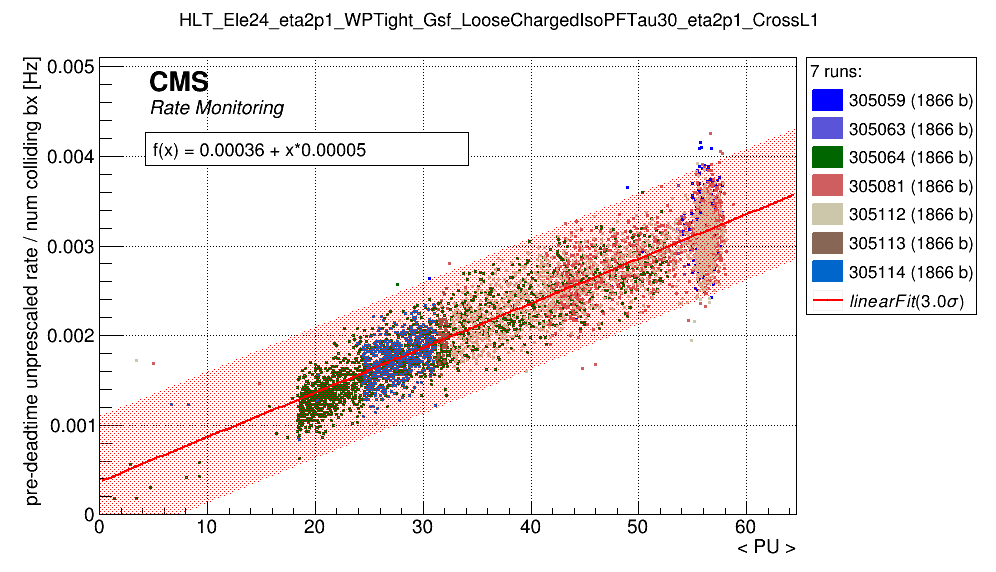 HLT_Ele24_eta2p1_WPTight_Gsf_LooseChargedIsoPFTau30_eta2p1_CrossL1
pre-deadtime unprescaled rate / num colliding bx [Hz]
0.005
0.004
0.003
0.002
0.001
0
CMS
Rate Monitoring
f(x) = 0.00036 + x*0.00005
0 10 20 30 40 50 60
< PU >
7 runs:
305059 (1866 b)
305063 (1866 b)
305064 (1866 b)
305081 (1866 b)
305112 (1866 b)
305113 (1866 b)
305114 (1866 b)
linearFit(3.0σ)